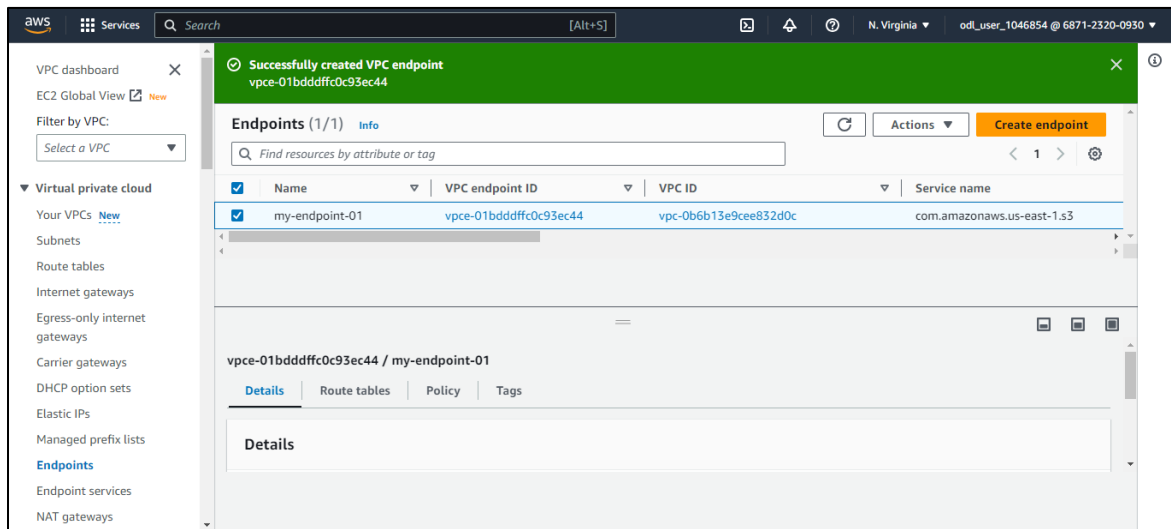 aws Services Search [Alt+S] N. Virginia ▼ odl_user_1046854 @ 6871-2320-0930 ▼
VPC dashboard
EC2 Global View New
Filter by VPC:
Select a VPC
Virtual private cloud
Your VPCs New
Subnets
Route tables
Internet gateways
Egress-only internet
gateways
Carrier gateways
DHCP option sets
Elastic IPs
Managed prefix lists
Endpoints
Endpoint services
NAT gateways
Successfully created VPC endpoint
vpce-01bdddffc0c93ec44
Endpoints (1/1) Info Actions ▼ Create endpoint
Find resources by attribute or tag < 1 >
Name VPC endpoint ID VPC ID Service name
my-endpoint-01 vpce-01bdddffc0c93ec44 vpc-0b6b13e9cee832d0c com.amazonaws.us-east-1.s3
vpce-01bdddffc0c93ec44 / my-endpoint-01
Details Route tables Policy Tags
Details